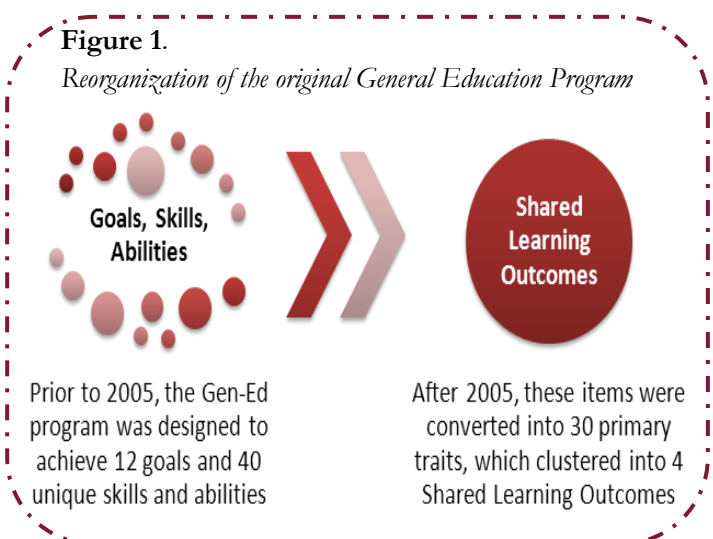 Figure 1.
Reorganization of the original General Education Program
Goals, Skills,
Abilities
Shared
Learning
Outcomes
Prior to 2005, the Gen-Ed
program was designed to
achieve 12 goals and 40
unique skills and abilities
After 2005, these items were
converted into 30 primary
traits, which clustered into 4
Shared Learning Outcomes